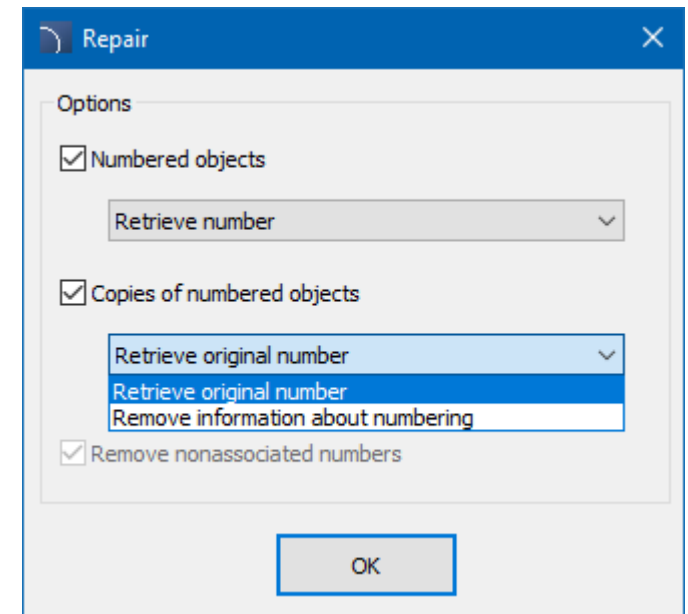 Repair
Options
Numbered objects
Retrieve number
Copies of numbered objects
Retrieve original number
Retrieve original number
Remove information about numbering
Remove nonassociated numbers
OK